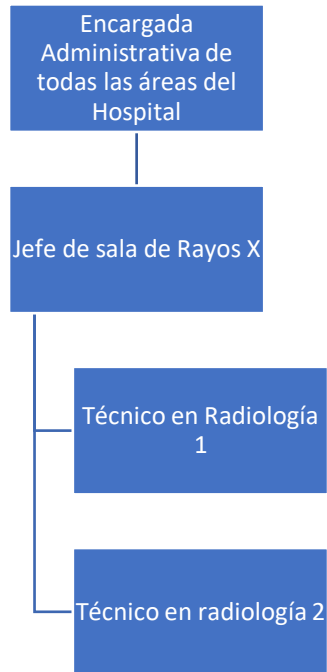 Encargada
Administrativa de
todas las áreas del
Hospital
Jefe de sala de Rayos X
Técnico en Radiología
1
Técnico en radiología 2